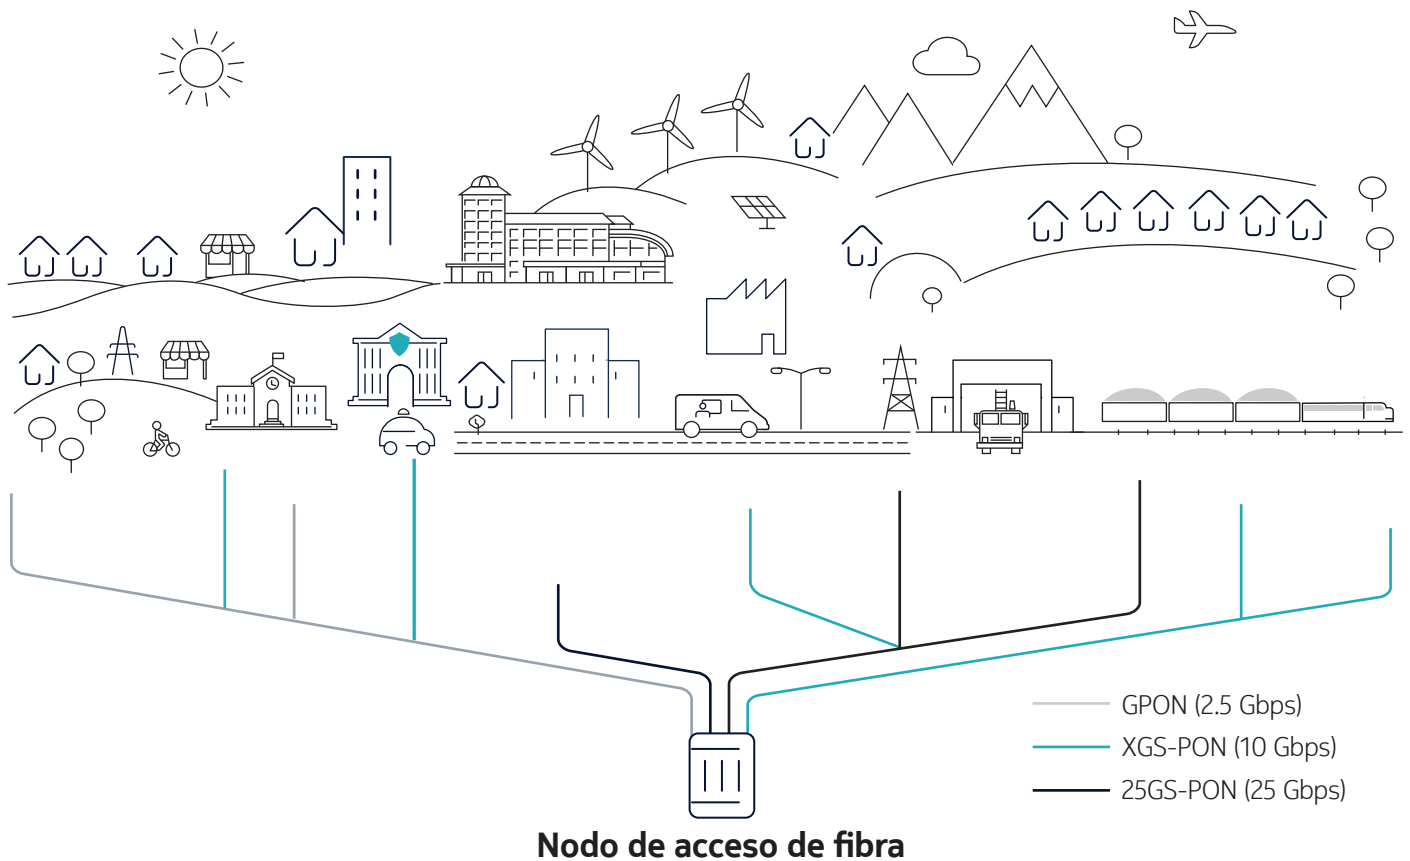 GPON (2.5 Gbps)
XGS-PON (10 Gbps)
25GS-PON (25 Gbps)
Nodo de acceso de fibra